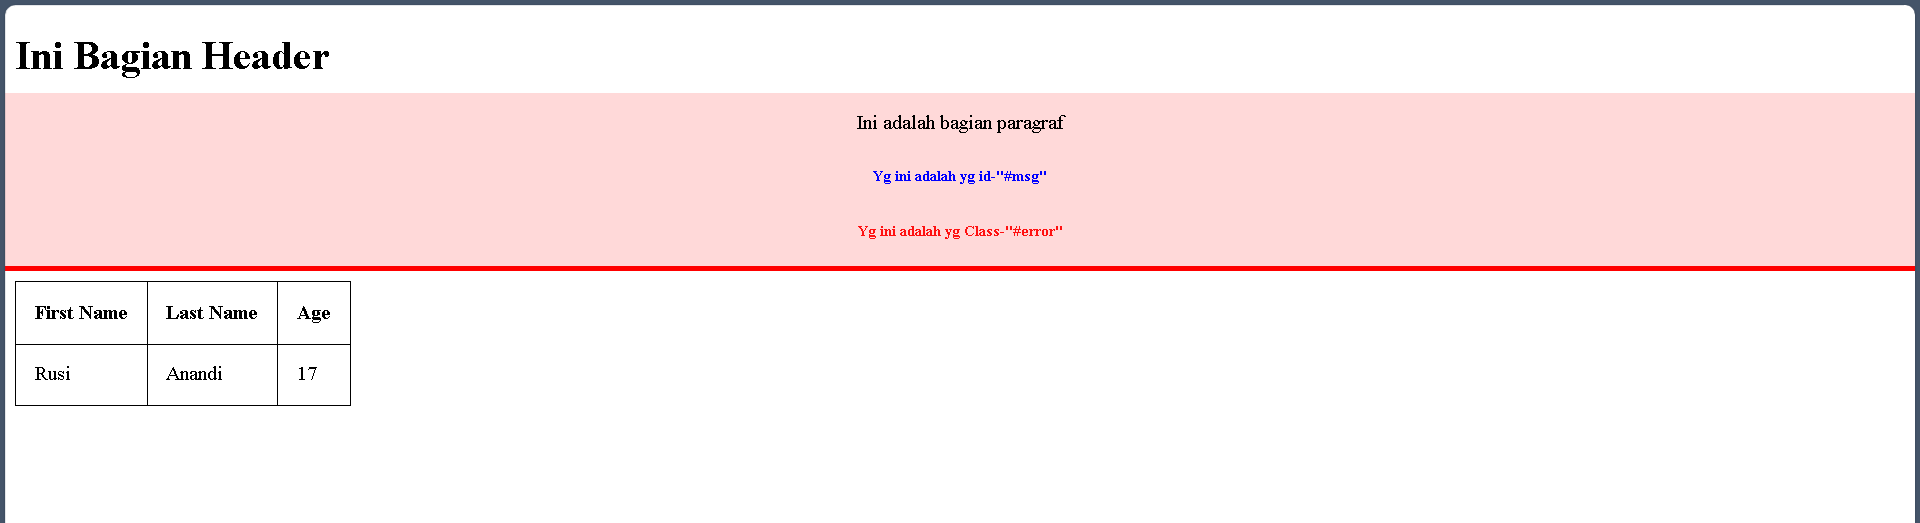 Ini Bagian Header
Ini adalah bagian paragraf
Yg ini adalah yg id-"#msg"
Yg ini adalah yg Class-"#error"
First Name Last Name Age
Rusi Anandi 17